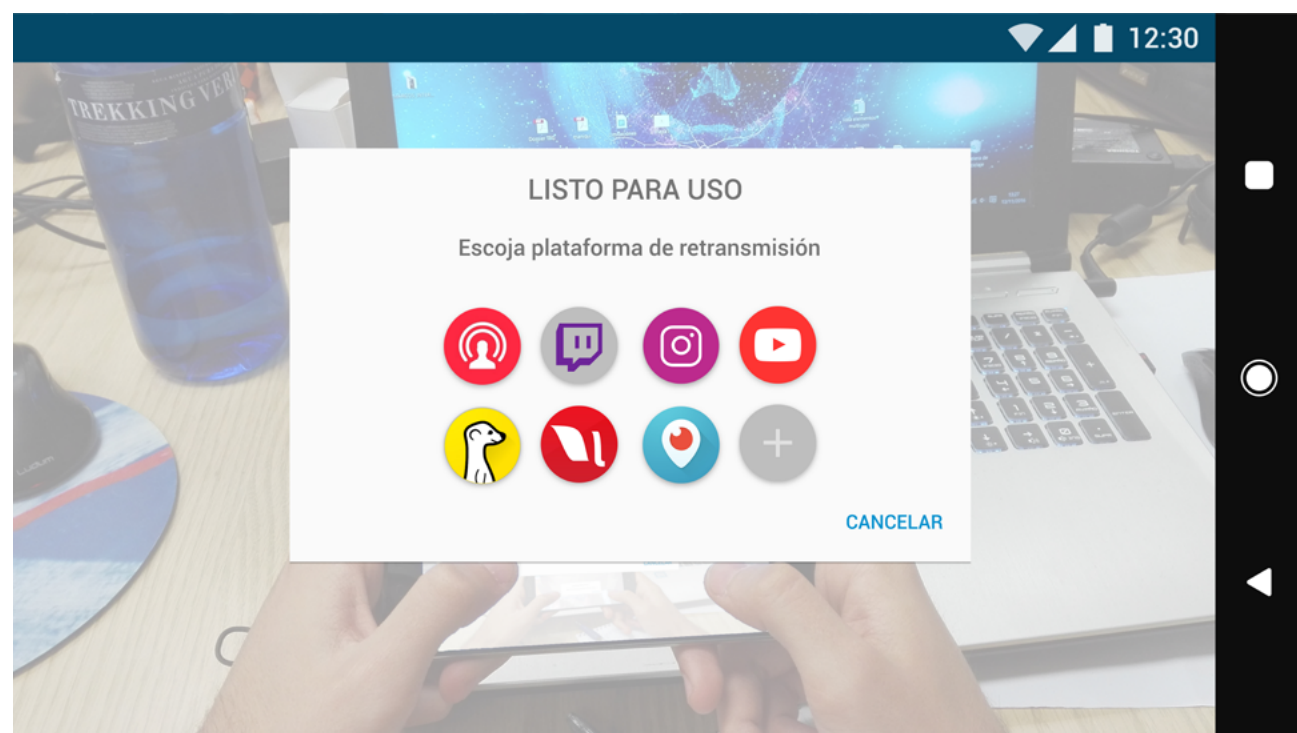 12:30
TREKKING VER
LISTO PARA USO
Escoja plataforma de retransmisión
CANCELAR